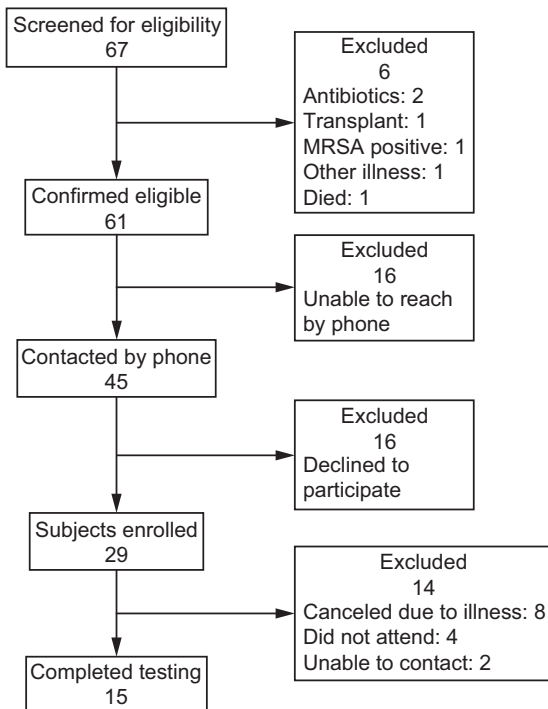 Screened for eligibility
67
Excluded
6
Antibiotics: 2
Transplant: 1
MRSA positive: 1
Other illness: 1
Died: 1
Confirmed eligible
61
Excluded
16
Unable to reach
by phone
Contacted by phone
45
Excluded
16
Declined to
participate
Subjects enrolled
29
Excluded
14
Canceled due to illness: 8
Did not attend: 4
Unable to contact: 2
Completed testing
15